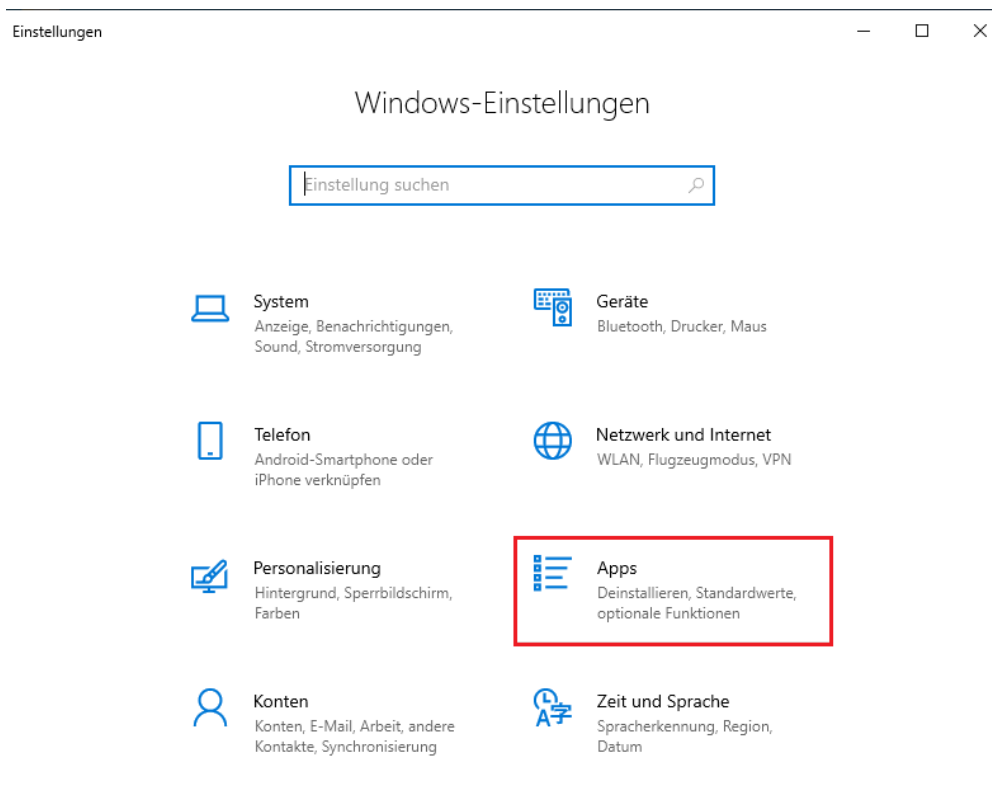 Einstellungen
Windows-Einstellungen
Einstellung suchen
System
Anzeige, Benachrichtigungen,
Sound, Stromversorgung
Geräte
Bluetooth, Drucker, Maus
Telefon
Android-Smartphone oder
iPhone verknüpfen
Netzwerk und Internet
WLAN, Flugzeugmodus, VPN
Personalisierung
Hintergrund, Sperrbildschirm,
Farben
Apps
Deinstallieren, Standardwerte,
optionale Funktionen
Konten
Konten, E-Mail, Arbeit, andere
Kontakte, Synchronisierung
Zeit und Sprache
Spracherkennung, Region,
Datum